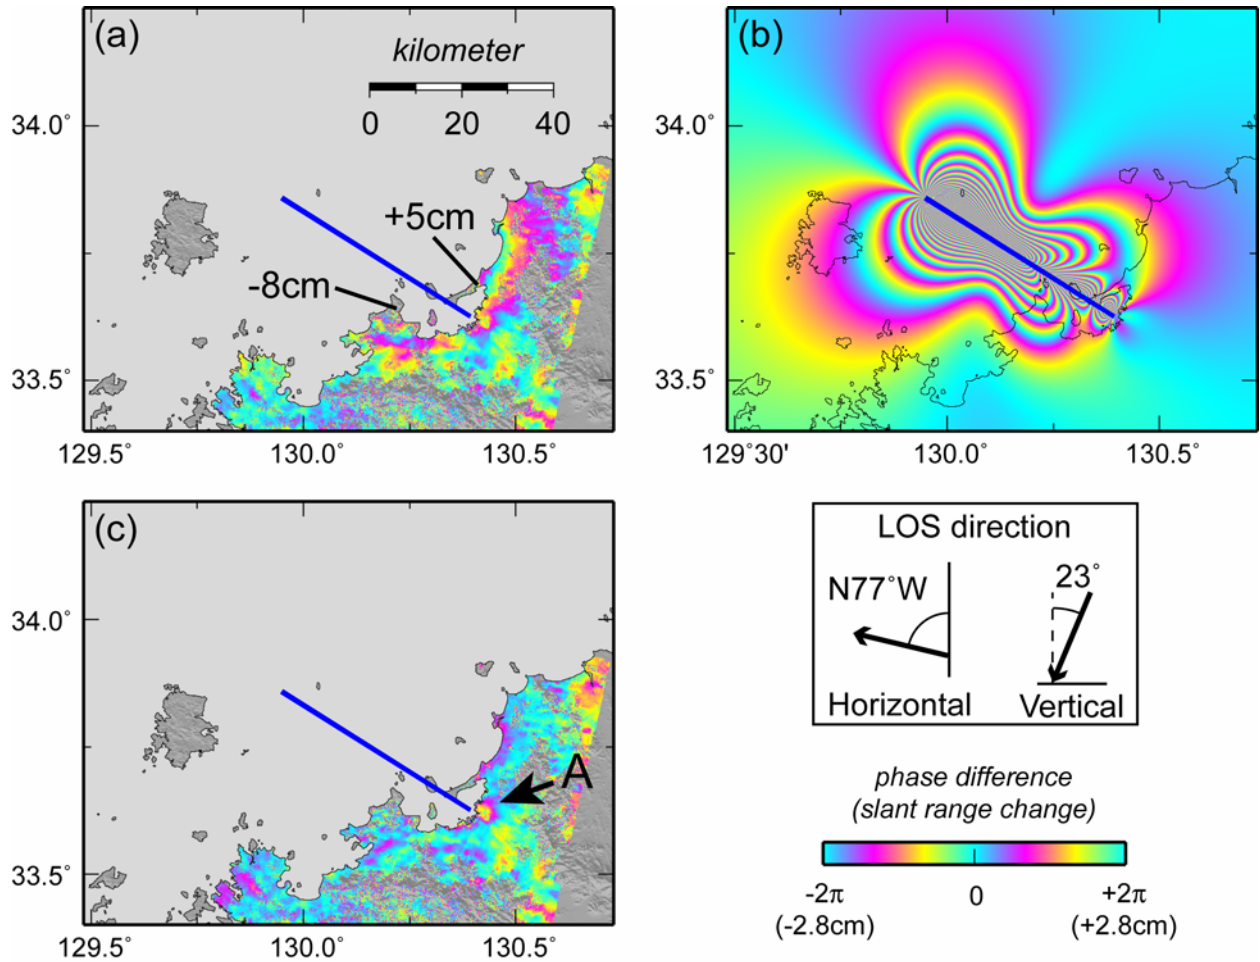 (a)
kilometer
0 20 40
34.0°
33.5°
+5cm
-8cm
129.5° 130.0° 130.5°
(b)
34.0°
33.5°
129°30' 130.0° 130.5°
(c)
34.0°
33.5°
A
129.5° 130.0° 130.5°
LOS direction
N77°W
23°
Horizontal Vertical
phase difference
(slant range change)
-2π 0 +2π
(-2.8cm) (+2.8cm)